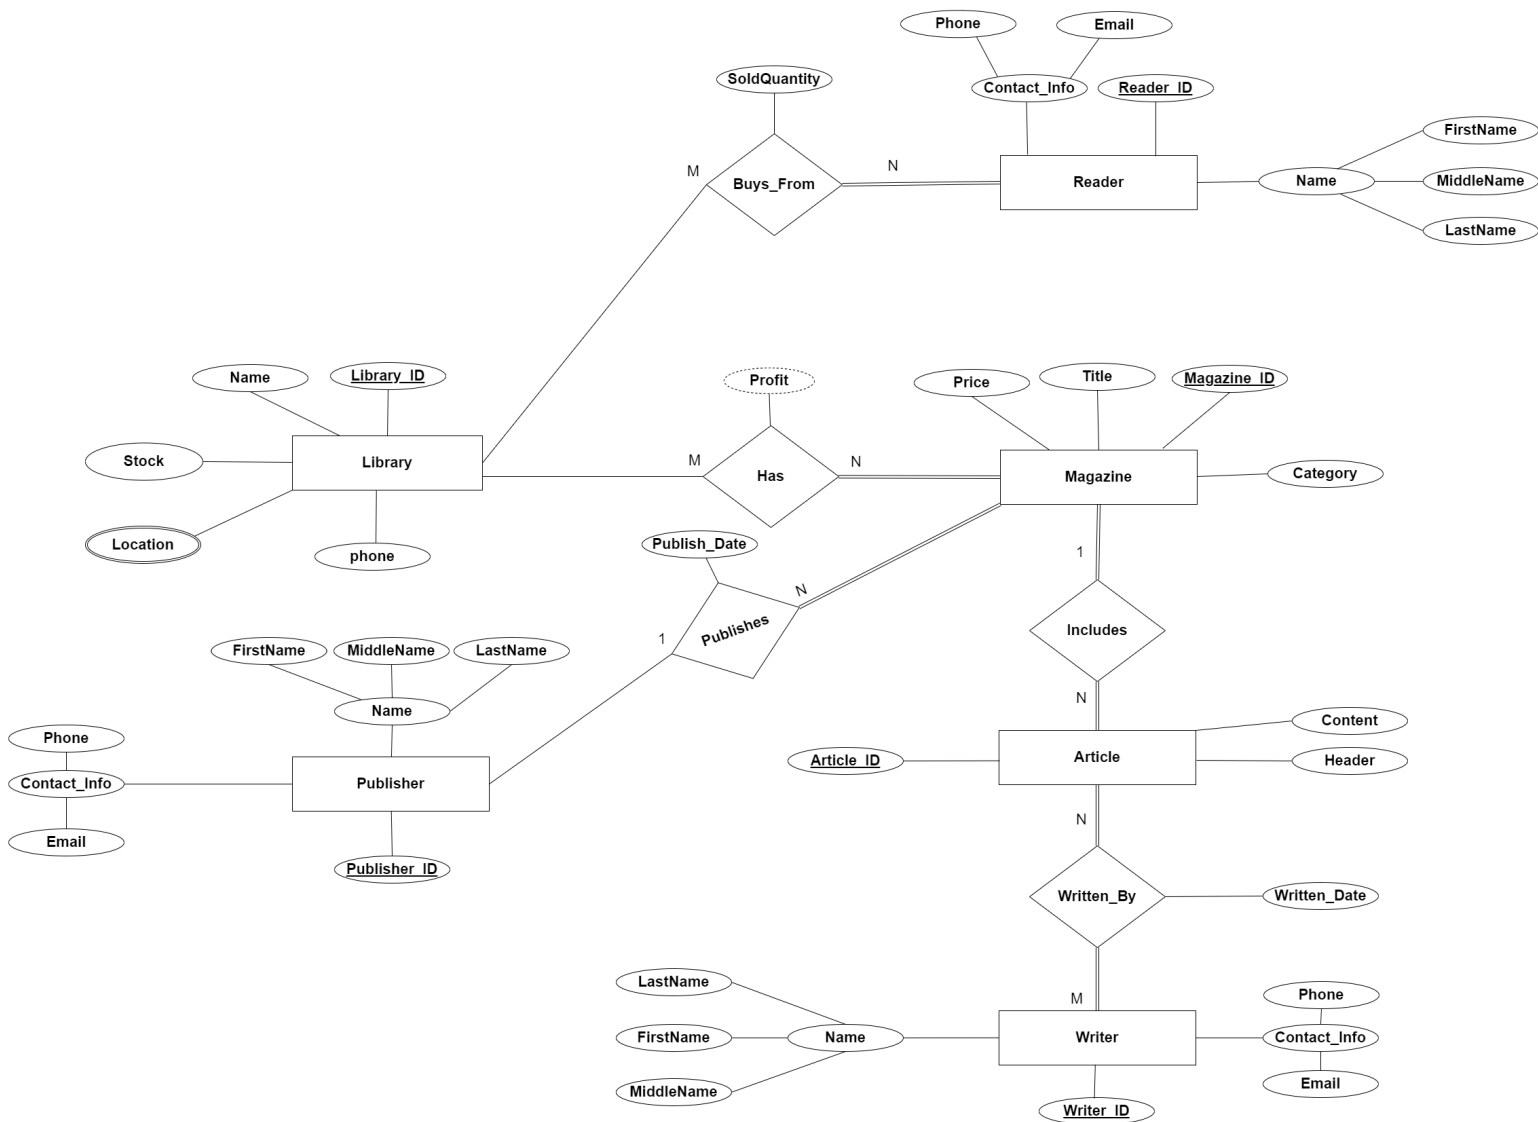 Phone
Email
SoldQuantity
Contact_Info
Reader_ID
FirstName
M
N
Buys_From
Reader
Name
MiddleName
LastName
Name
Library_ID
Profit
Price
Title
Magazine_ID
Stock
Library
M
Has
N
Magazine
Category
Location
phone
Publish_Date
1
N
Publishes
1
Includes
FirstName
MiddleName
LastName
Name
N
Phone
Contact_Info
Email
Publisher
Publisher_ID
Article_ID
Article
Content
Header
N
Written_By
Written_Date
M
LastName
FirstName
MiddleName
Name
Writer
Phone
Contact_Info
Email
Writer_ID